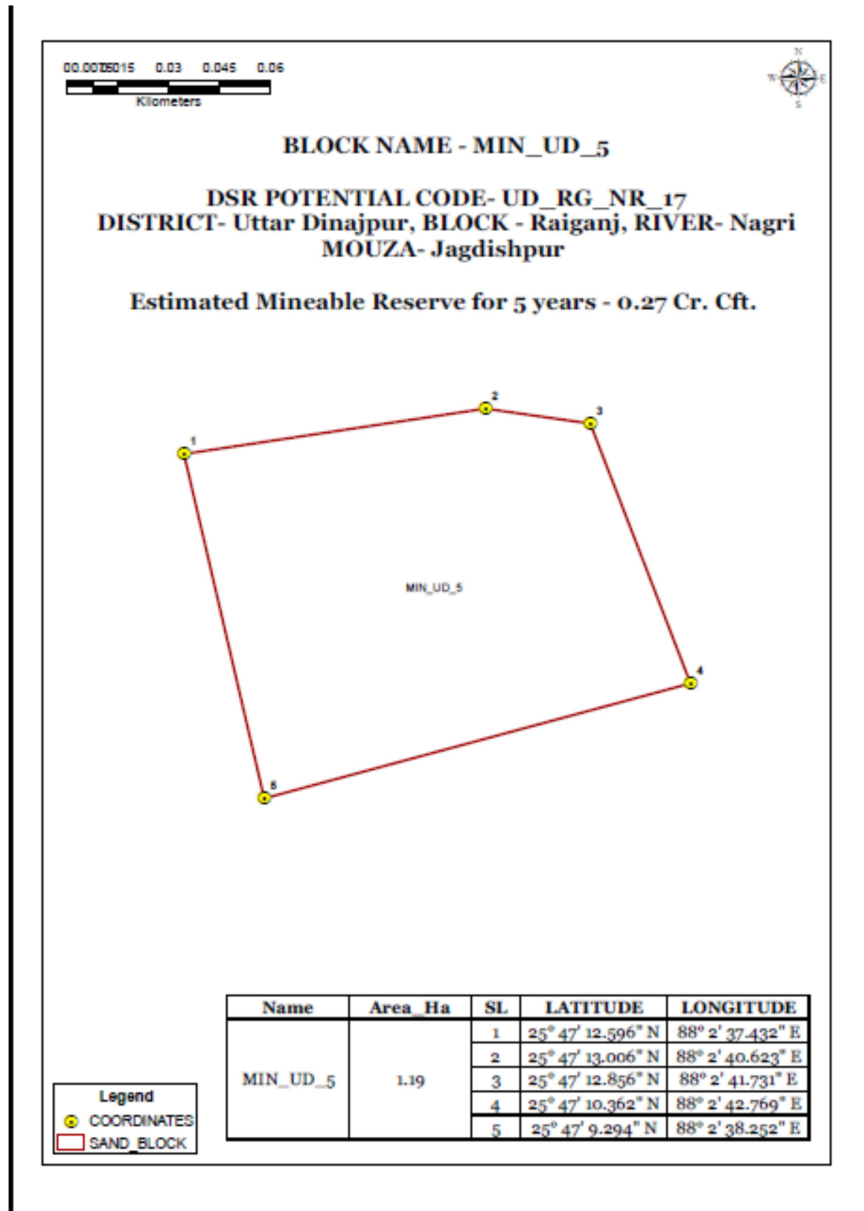 0.03 0.045 0.06
Kilometers
N
W E
S
BLOCK NAME - MIN_UD_5
DSR POTENTIAL CODE- UD_RG_NR_17
DISTRICT- Uttar Dinajpur, BLOCK - Raiganj, RIVER- Nagri
MOUZA- Jagdishpur
Estimated Mineable Reserve for 5 years - 0.27 Cr. Cft.
2
3
1
MIN_UD_5
4
5
Name Area_Ha SL LATITUDE LONGITUDE
1 25° 47' 12.596" N 88° 2' 37.432" E
2 25° 47' 13.006" N 88° 2' 40.623" E
MIN_UD_5 1.19 3 25° 47' 12.856" N 88° 2' 41.731" E
4 25° 47' 10.362" N 88° 2' 42.769" E
5 25° 47' 9.294" N 88° 2' 38.252" E
Legend
COORDINATES
SAND_BLOCK